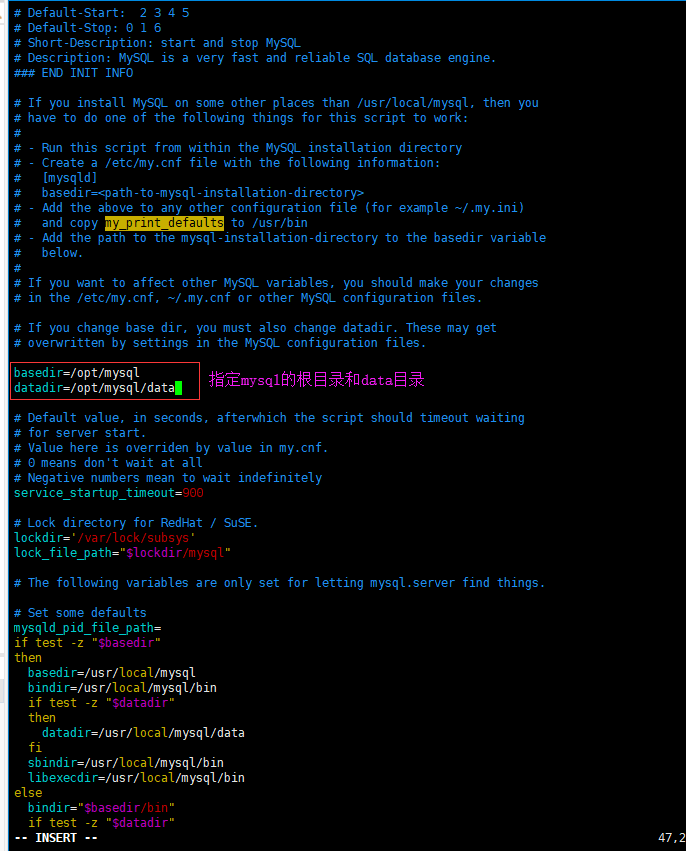 # Default-Start:  2 3 4 5
# Default-Stop: 0 1 6
# Short-Description: start and stop MySQL
# Description: MySQL is a very fast and reliable SQL database engine.
### END INIT INFO

# If you install MySQL on some other places than /usr/local/mysql, then you
# have to do one of the following things for this script to work:
#
# - Run this script from within the MySQL installation directory
# - Create a /etc/my.cnf file with the following information:
#   [mysqld]
#   basedir=<path-to-mysql-installation-directory>
# - Add the above to any other configuration file (for example ~/.my.ini)
#   and copy my_print_defaults to /usr/bin
# - Add the path to the mysql-installation-directory to the basedir variable
#   below.
#
# If you want to affect other MySQL variables, you should make your changes
# in the /etc/my.cnf, ~/.my.cnf or other MySQL configuration files.

# If you change base dir, you must also change datadir. These may get
# overwritten by settings in the MySQL configuration files.

basedir=/opt/mysql
datadir=/opt/mysql/data
指定mysql的根目录和data目录

# Default value, in seconds, afterwhich the script should timeout waiting
# for server start.
# Value here is overriden by value in my.cnf.
# 0 means don't wait at all
# Negative numbers mean to wait indefinitely
service_startup_timeout=900

# Lock directory for RedHat / SuSE.
lockdir='/var/lock/subsys'
lock_file_path="$lockdir/mysql"

# The following variables are only set for letting mysql.server find things.

# Set some defaults
mysqld_pid_file_path=
if test -z "$basedir"
then
  basedir=/usr/local/mysql
  bindir=/usr/local/mysql/bin
  if test -z "$datadir"
  then
    datadir=/usr/local/mysql/data
  fi
  sbindir=/usr/local/mysql/bin
  libexecdir=/usr/local/mysql/bin
else
  bindir="$basedir/bin"
  if test -z "$datadir"
-- INSERT --
47,2